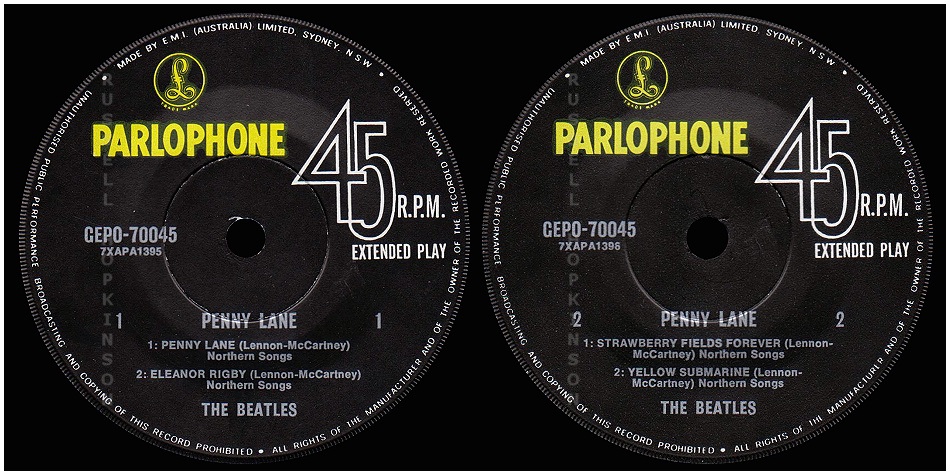 MADE BY E.M.I. (AUSTRALIA) LIMITED, SYDNEY, N S W •
UNAUTHORISED PUBLIC PERFORMANCE BROADCASTING AND COPYING OF THIS RECORD PROHIBITED • ALL RIGHTS OF THE MANUFACTURER AND OF THE OWNER OF THE RECORDED WORK RESERVED
£
TRADE MARK
PARLOPHONE
45
R.P.M.
EXTENDED PLAY
GEPO-70045
7XAPA1395
1 PENNY LANE 1
1: PENNY LANE (Lennon-McCartney)
Northern Songs
2: ELEANOR RIGBY (Lennon-McCartney)
Northern Songs
THE BEATLES
RUSSELL HOPKINSON
MADE BY E.M.I. (AUSTRALIA) LIMITED, SYDNEY, N S W •
UNAUTHORISED PUBLIC PERFORMANCE BROADCASTING AND COPYING OF THIS RECORD PROHIBITED • ALL RIGHTS OF THE MANUFACTURER AND OF THE OWNER OF THE RECORDED WORK RESERVED
£
TRADE MARK
PARLOPHONE
45
R.P.M.
EXTENDED PLAY
GEPO-70045
7XAPA1396
2 PENNY LANE 2
1: STRAWBERRY FIELDS FOREVER (Lennon-
McCartney) Northern Songs
2: YELLOW SUBMARINE (Lennon-
McCartney) Northern Songs
THE BEATLES
RUSSELL HOPKINSON